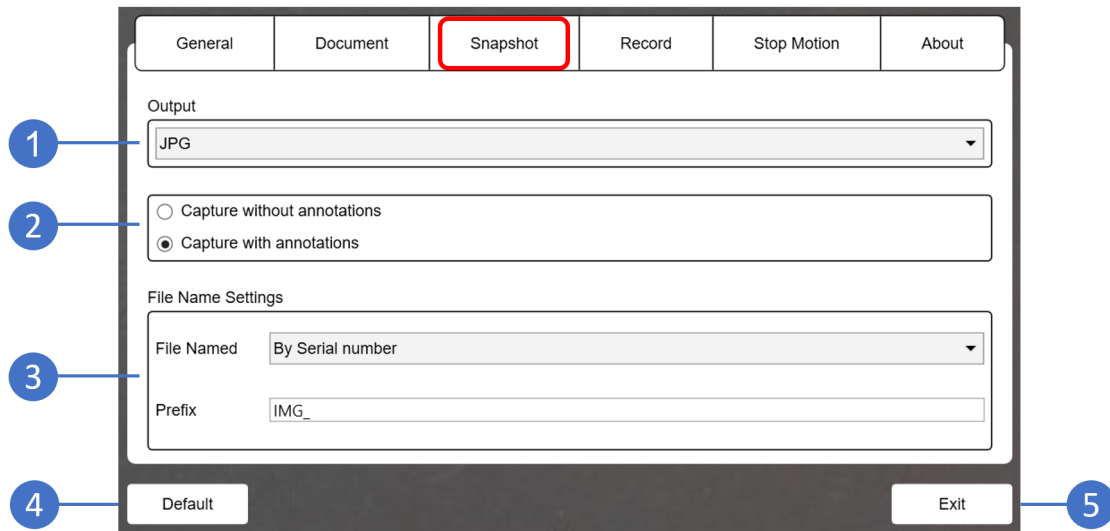 General Document Snapshot Record Stop Motion About
Output
1 JPG
2 Capture without annotations
Capture with annotations
File Name Settings
File Named By Serial number
3
Prefix IMG_
4 Default Exit 5